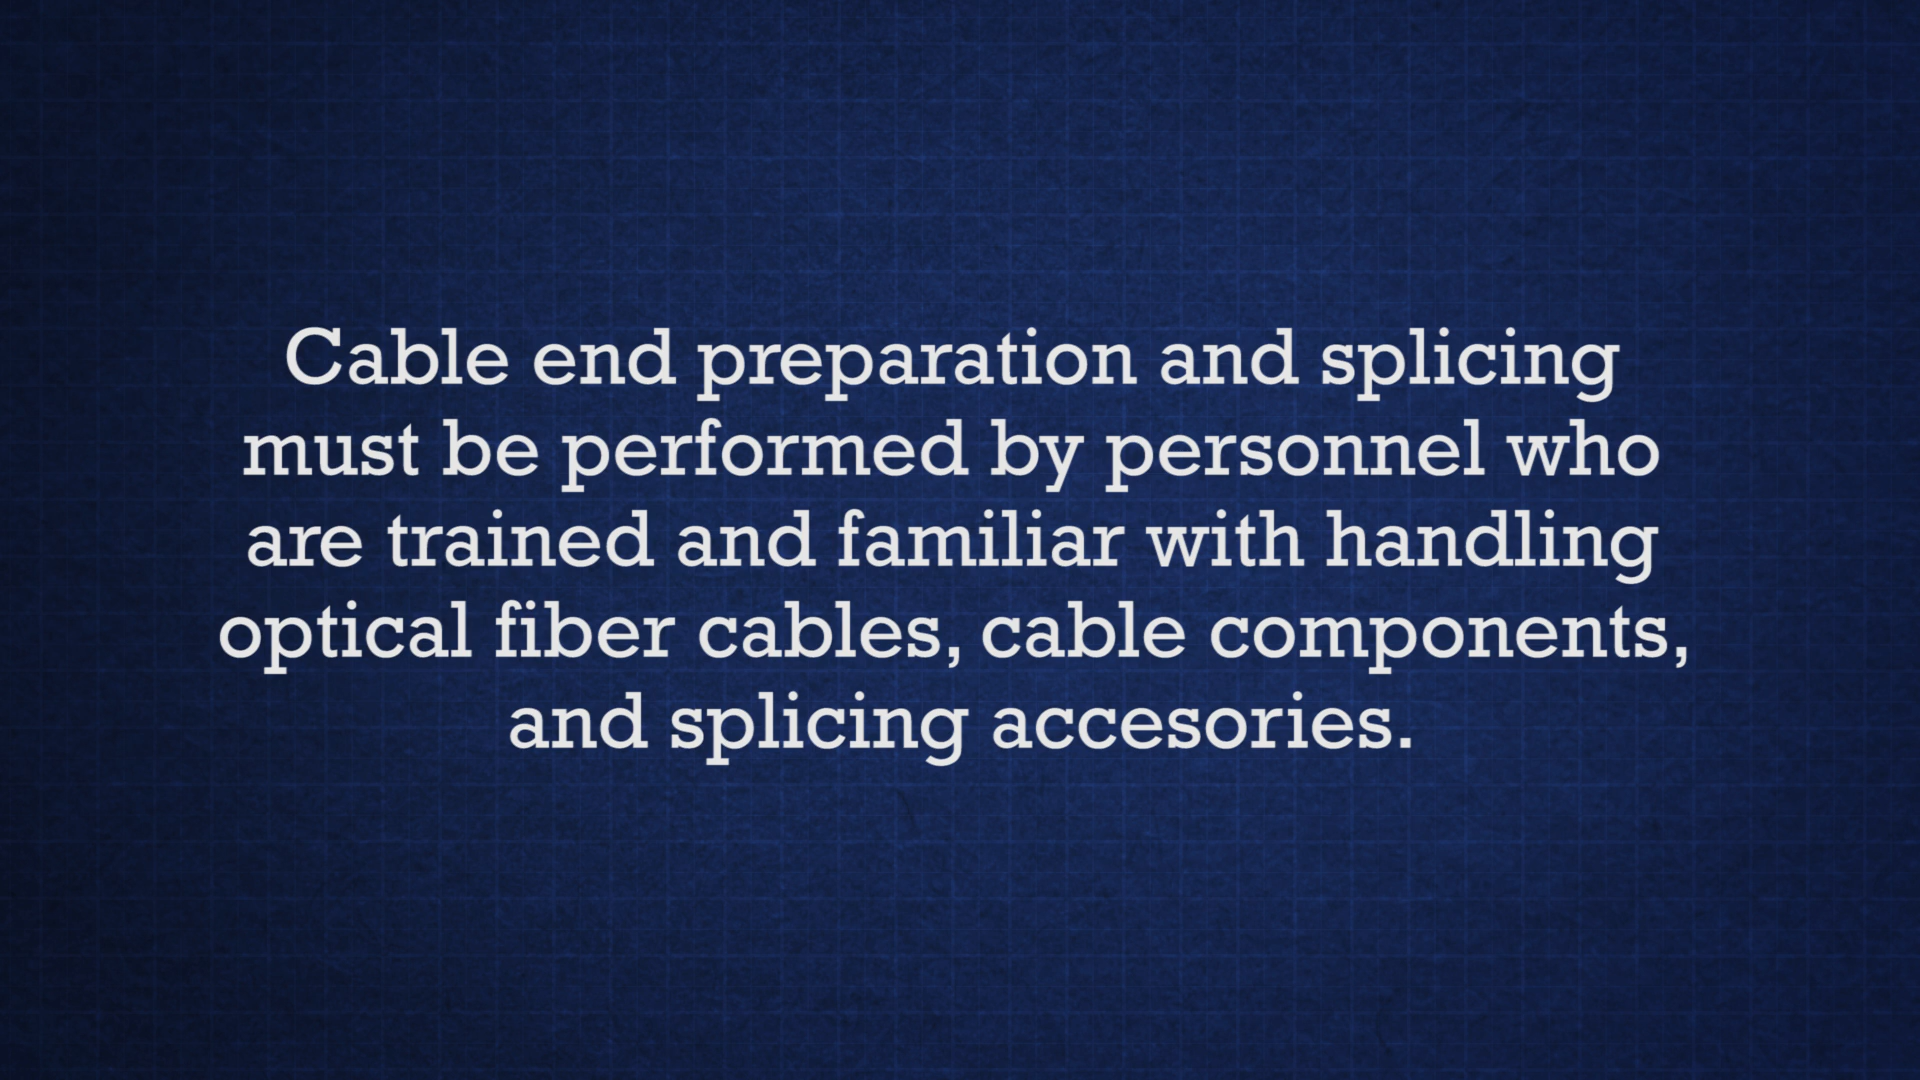 Cable end preparation and splicing
must be performed by personnel who
are trained and familiar with handling
optical fiber cables, cable components,
and splicing accesories.